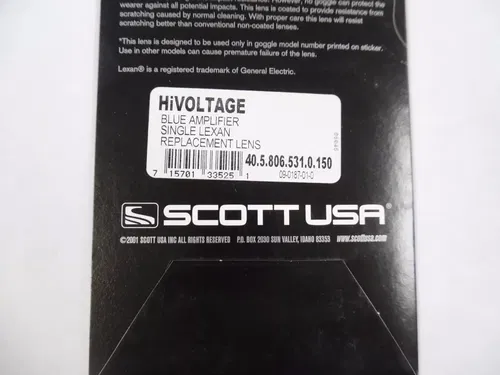 wearer against all potential impacts. This lens is coated to provide resistance from
scratching caused by normal cleaning. With proper care this lens will resist
scratching better than conventional non-coated lenses.
*This lens is designed to be used only in goggle model number printed on sticker.
Use in other models can cause premature failure of the lens.
Lexan® is a registered trademark of General Electric.
HiVOLTAGE
BLUE AMPLIFIER
SINGLE LEXAN
REPLACEMENT LENS
40.5.806.531.0.150
7 15701 33525 1
09-0187-01-0
SCOTT USA®
©2001 SCOTT USA INC ALL RIGHTS RESERVED P.O. BOX 2030 SUN VALLEY, IDAHO 83353 www.scottusa.com